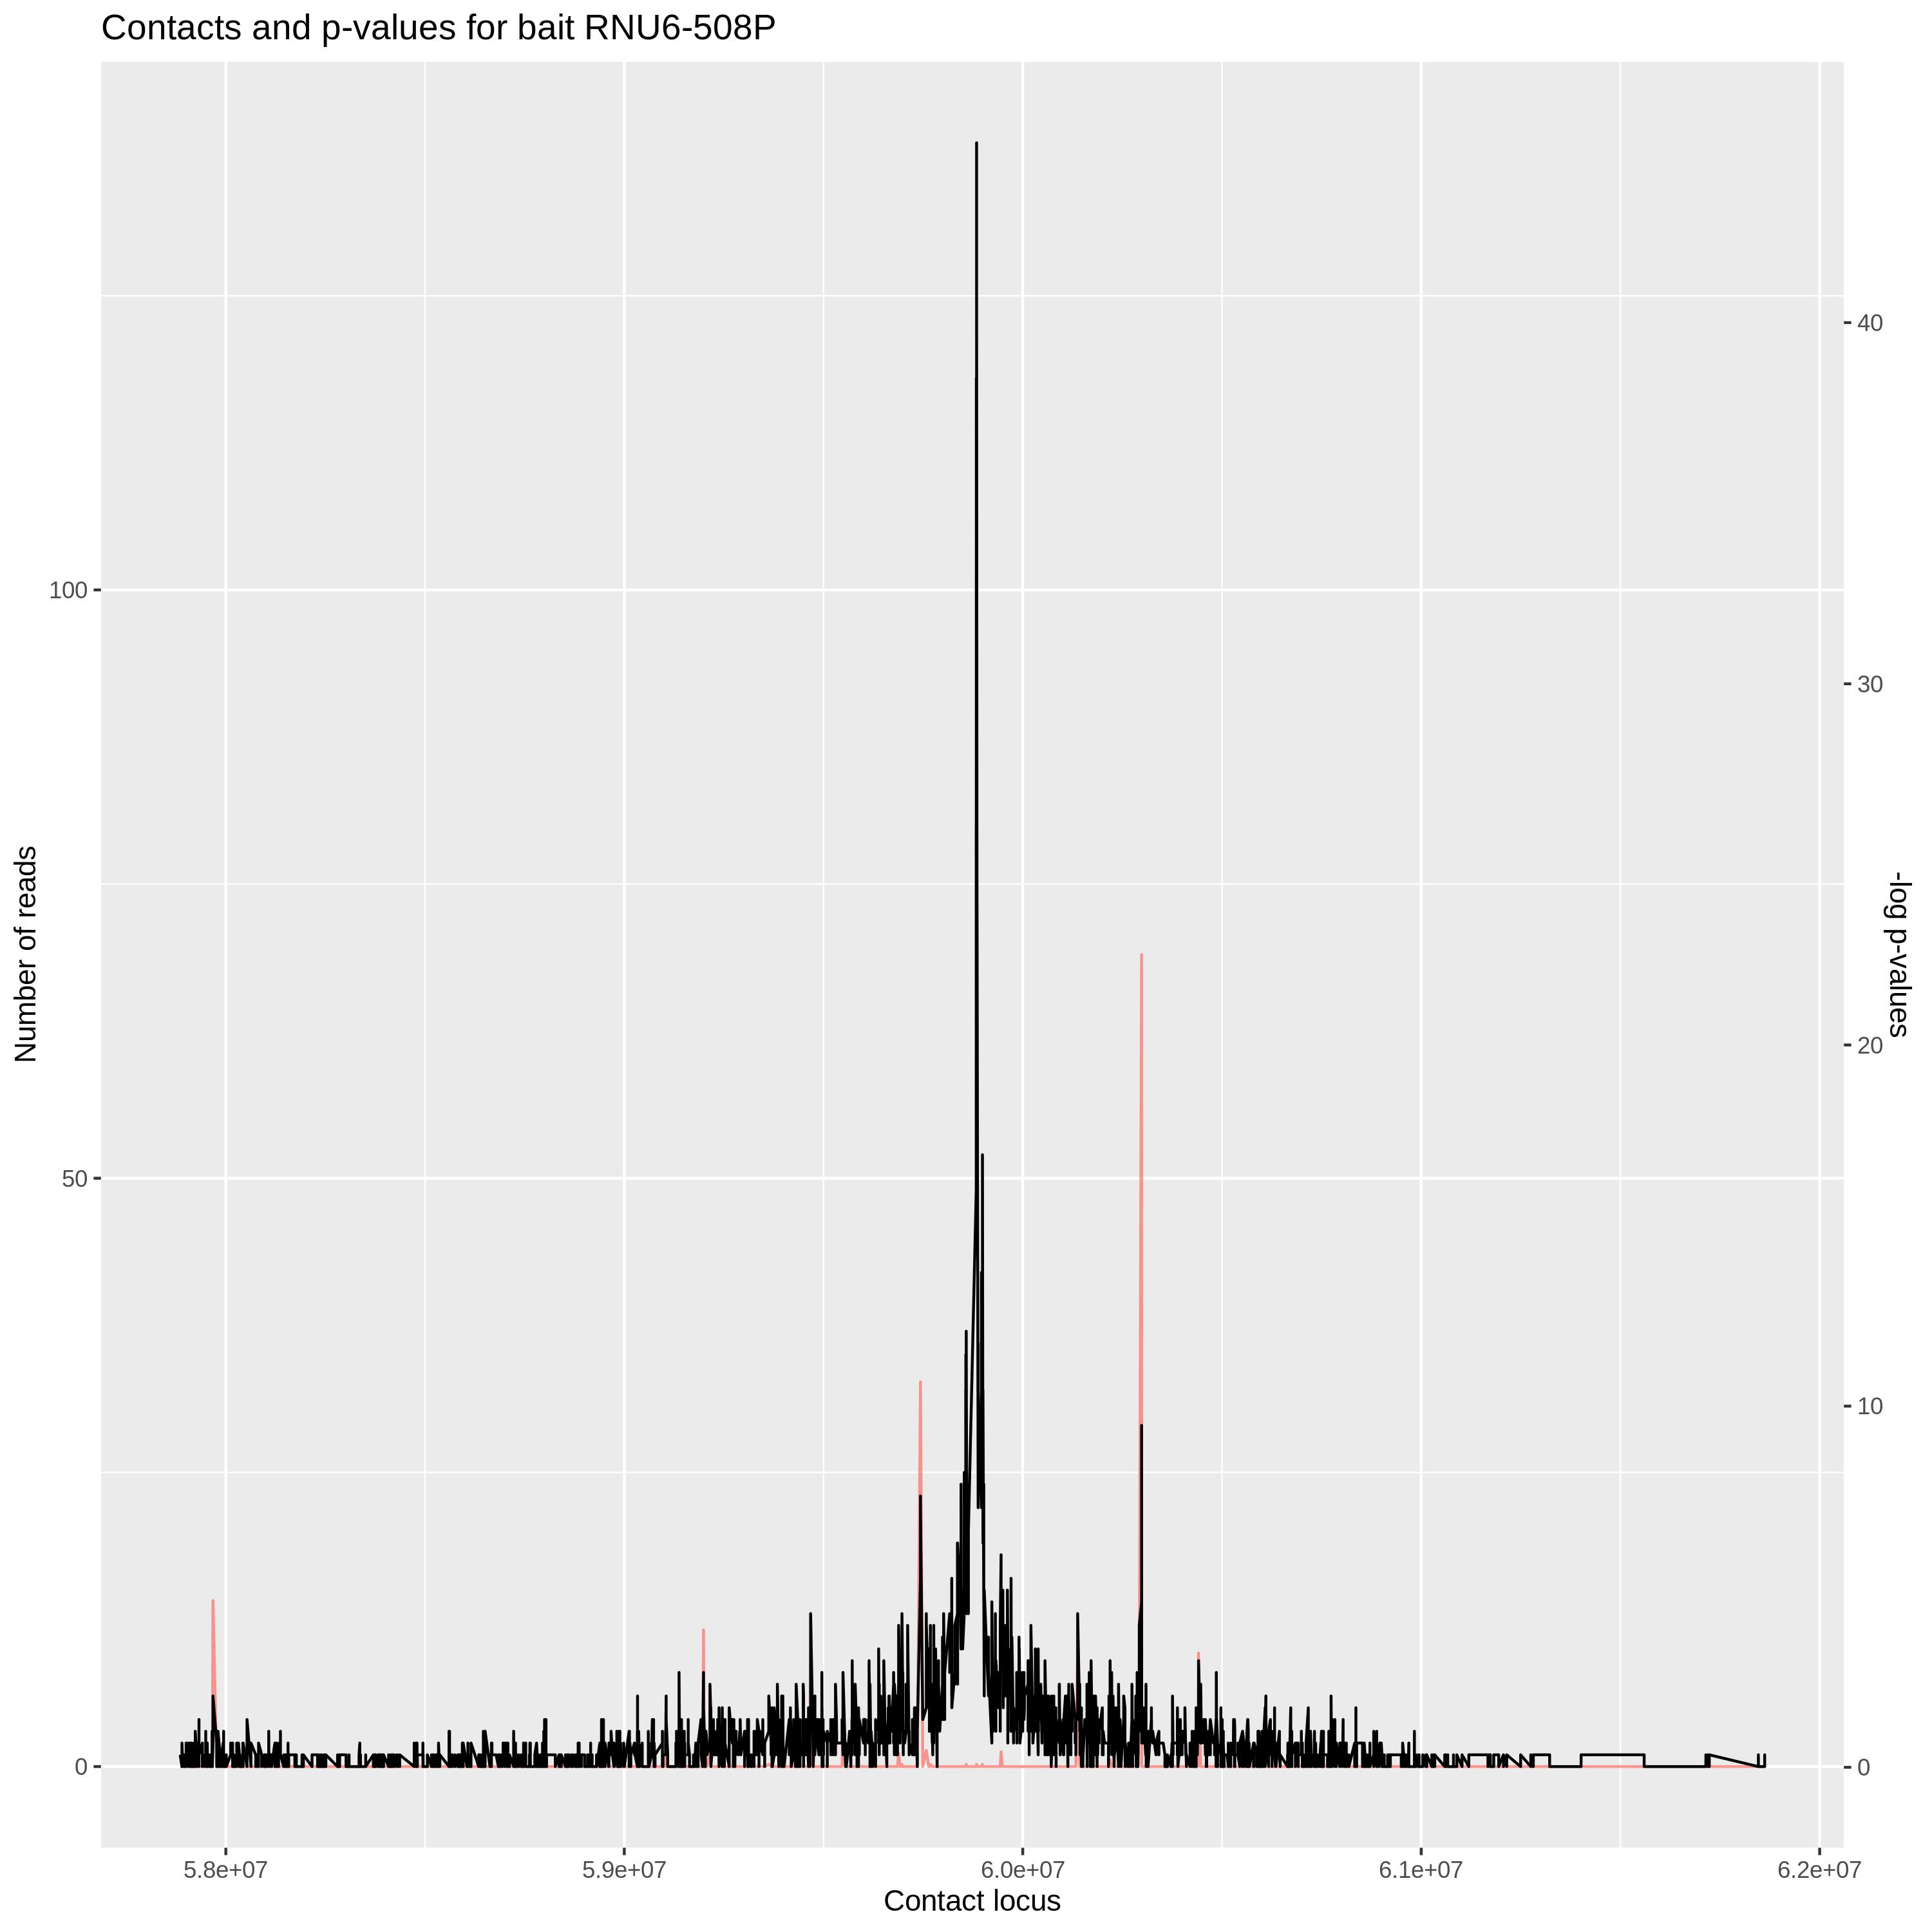 Contacts and p-values for bait RNU6-508P
Number of reads
100
50
0
-log p-values
40
30
20
10
0
5.8e+07 5.9e+07 6.0e+07 6.1e+07 6.2e+07
Contact locus